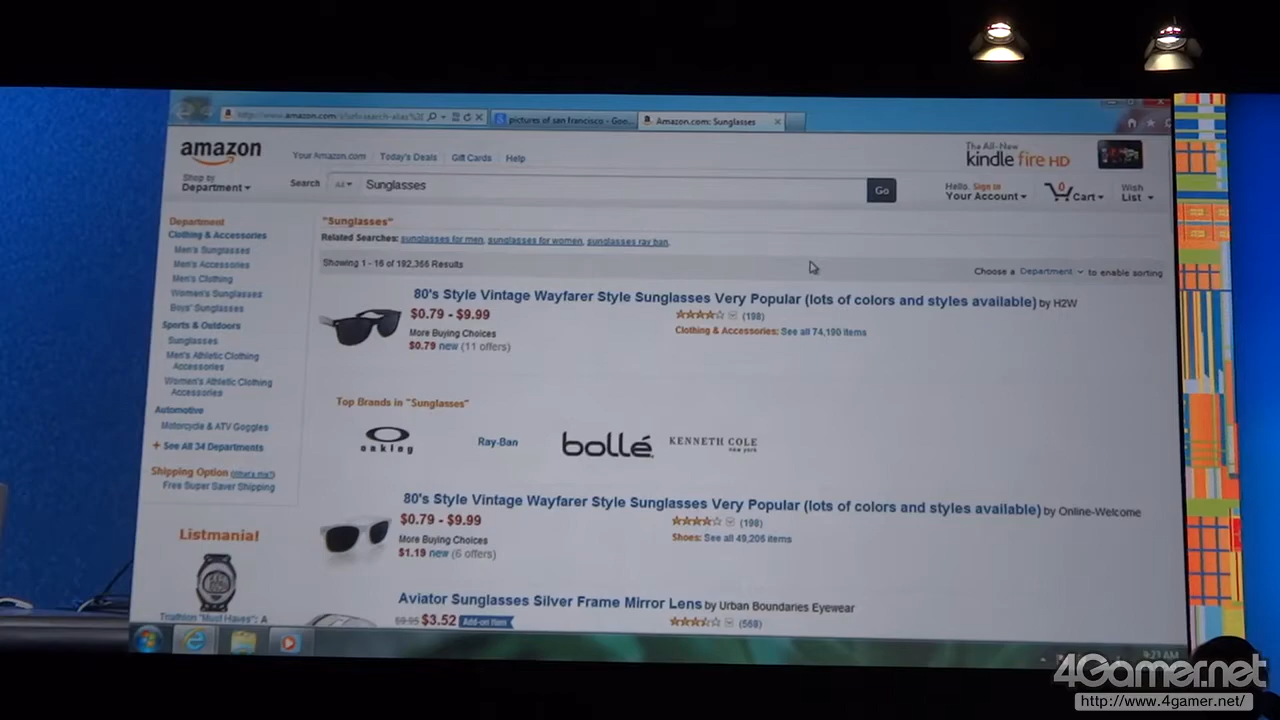 pictures of san francisco - Goo...
Amazon.com: Sunglasses
amazon
Your Amazon.com
Today's Deals
Gift Cards
Help
The All-New
kindle fire HD
Shop by
Department
Search
All
Sunglasses
Go
Hello. Sign in
Your Account
0
Cart
Wish
List
Department
Clothing & Accessories
Men's Sunglasses
Men's Accessories
Men's Clothing
Women's Sunglasses
Boys' Sunglasses
Sports & Outdoors
Sunglasses
Men's Athletic Clothing
Accessories
Women's Athletic Clothing
Accessories
Automotive
Motorcycle & ATV Goggles
+ See All 34 Departments
Shipping Option (What's this?)
Free Super Saver Shipping
Listmania!
Triathlon "Must Haves": A
"Sunglasses"
Related Searches: sunglasses for men, sunglasses for women, sunglasses ray ban.
Showing 1 - 16 of 192,366 Results
Choose a Department to enable sorting
80's Style Vintage Wayfarer Style Sunglasses Very Popular (lots of colors and styles available) by H2W
$0.79 - $9.99
(198)
More Buying Choices
Clothing & Accessories: See all 74,190 items
$0.79 new (11 offers)
Top Brands in "Sunglasses"
Ray-Ban
bollé
KENNETH COLE
new york
80's Style Vintage Wayfarer Style Sunglasses Very Popular (lots of colors and styles available) by Online-Welcome
$0.79 - $9.99
(198)
More Buying Choices
Shoes: See all 49,206 items
$1.19 new (6 offers)
Aviator Sunglasses Silver Frame Mirror Lens by Urban Boundaries Eyewear
$3.52 Add-on Item
(568)
9:23 AM
4Gamer.net
http://www.4gamer.net/